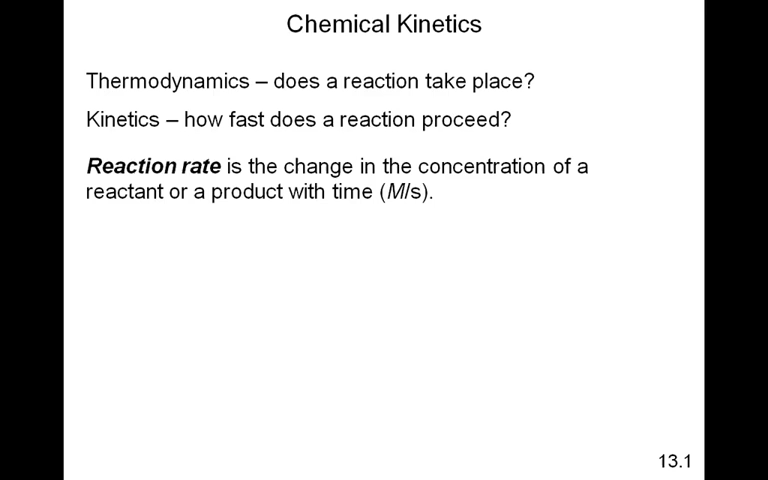 Chemical Kinetics
Thermodynamics – does a reaction take place?
Kinetics – how fast does a reaction proceed?
Reaction rate is the change in the concentration of a
reactant or a product with time (M/s).
13.1